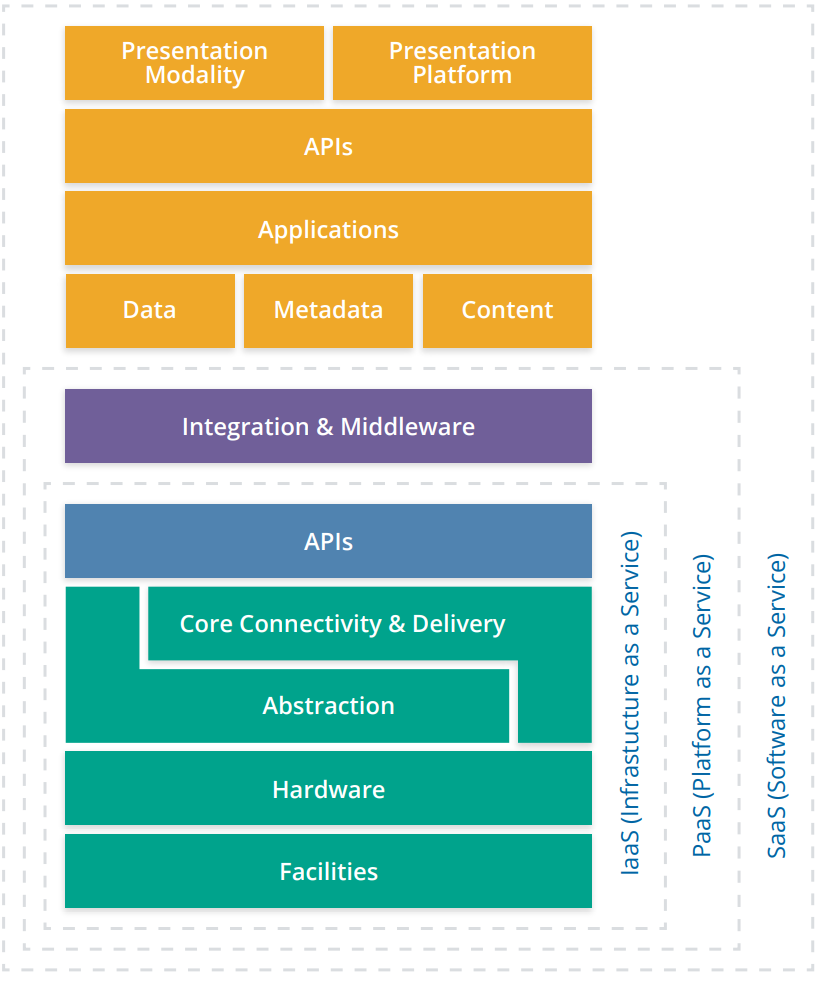 Presentation
Modality
Presentation
Platform
APIs
Applications
Data
Metadata
Content
Integration & Middleware
APIs
Core Connectivity & Delivery
Abstraction
Hardware
Facilities
IaaS (Infrastucture as a Service)
PaaS (Platform as a Service)
SaaS (Software as a Service)